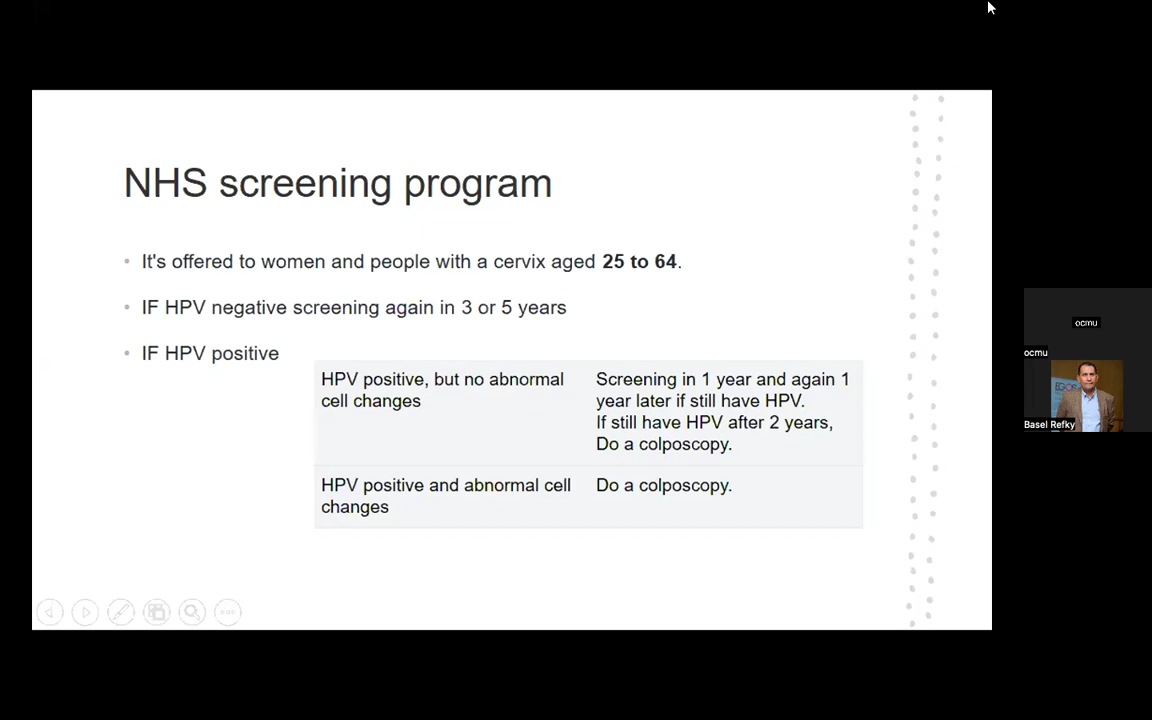 NHS screening program
It's offered to women and people with a cervix aged 25 to 64.
IF HPV negative screening again in 3 or 5 years
IF HPV positive
HPV positive, but no abnormal
cell changes
Screening in 1 year and again 1
year later if still have HPV.
If still have HPV after 2 years,
Do a colposcopy.
HPV positive and abnormal cell
changes
Do a colposcopy.
ocmu
ocmu
EGOS
Basel Refky